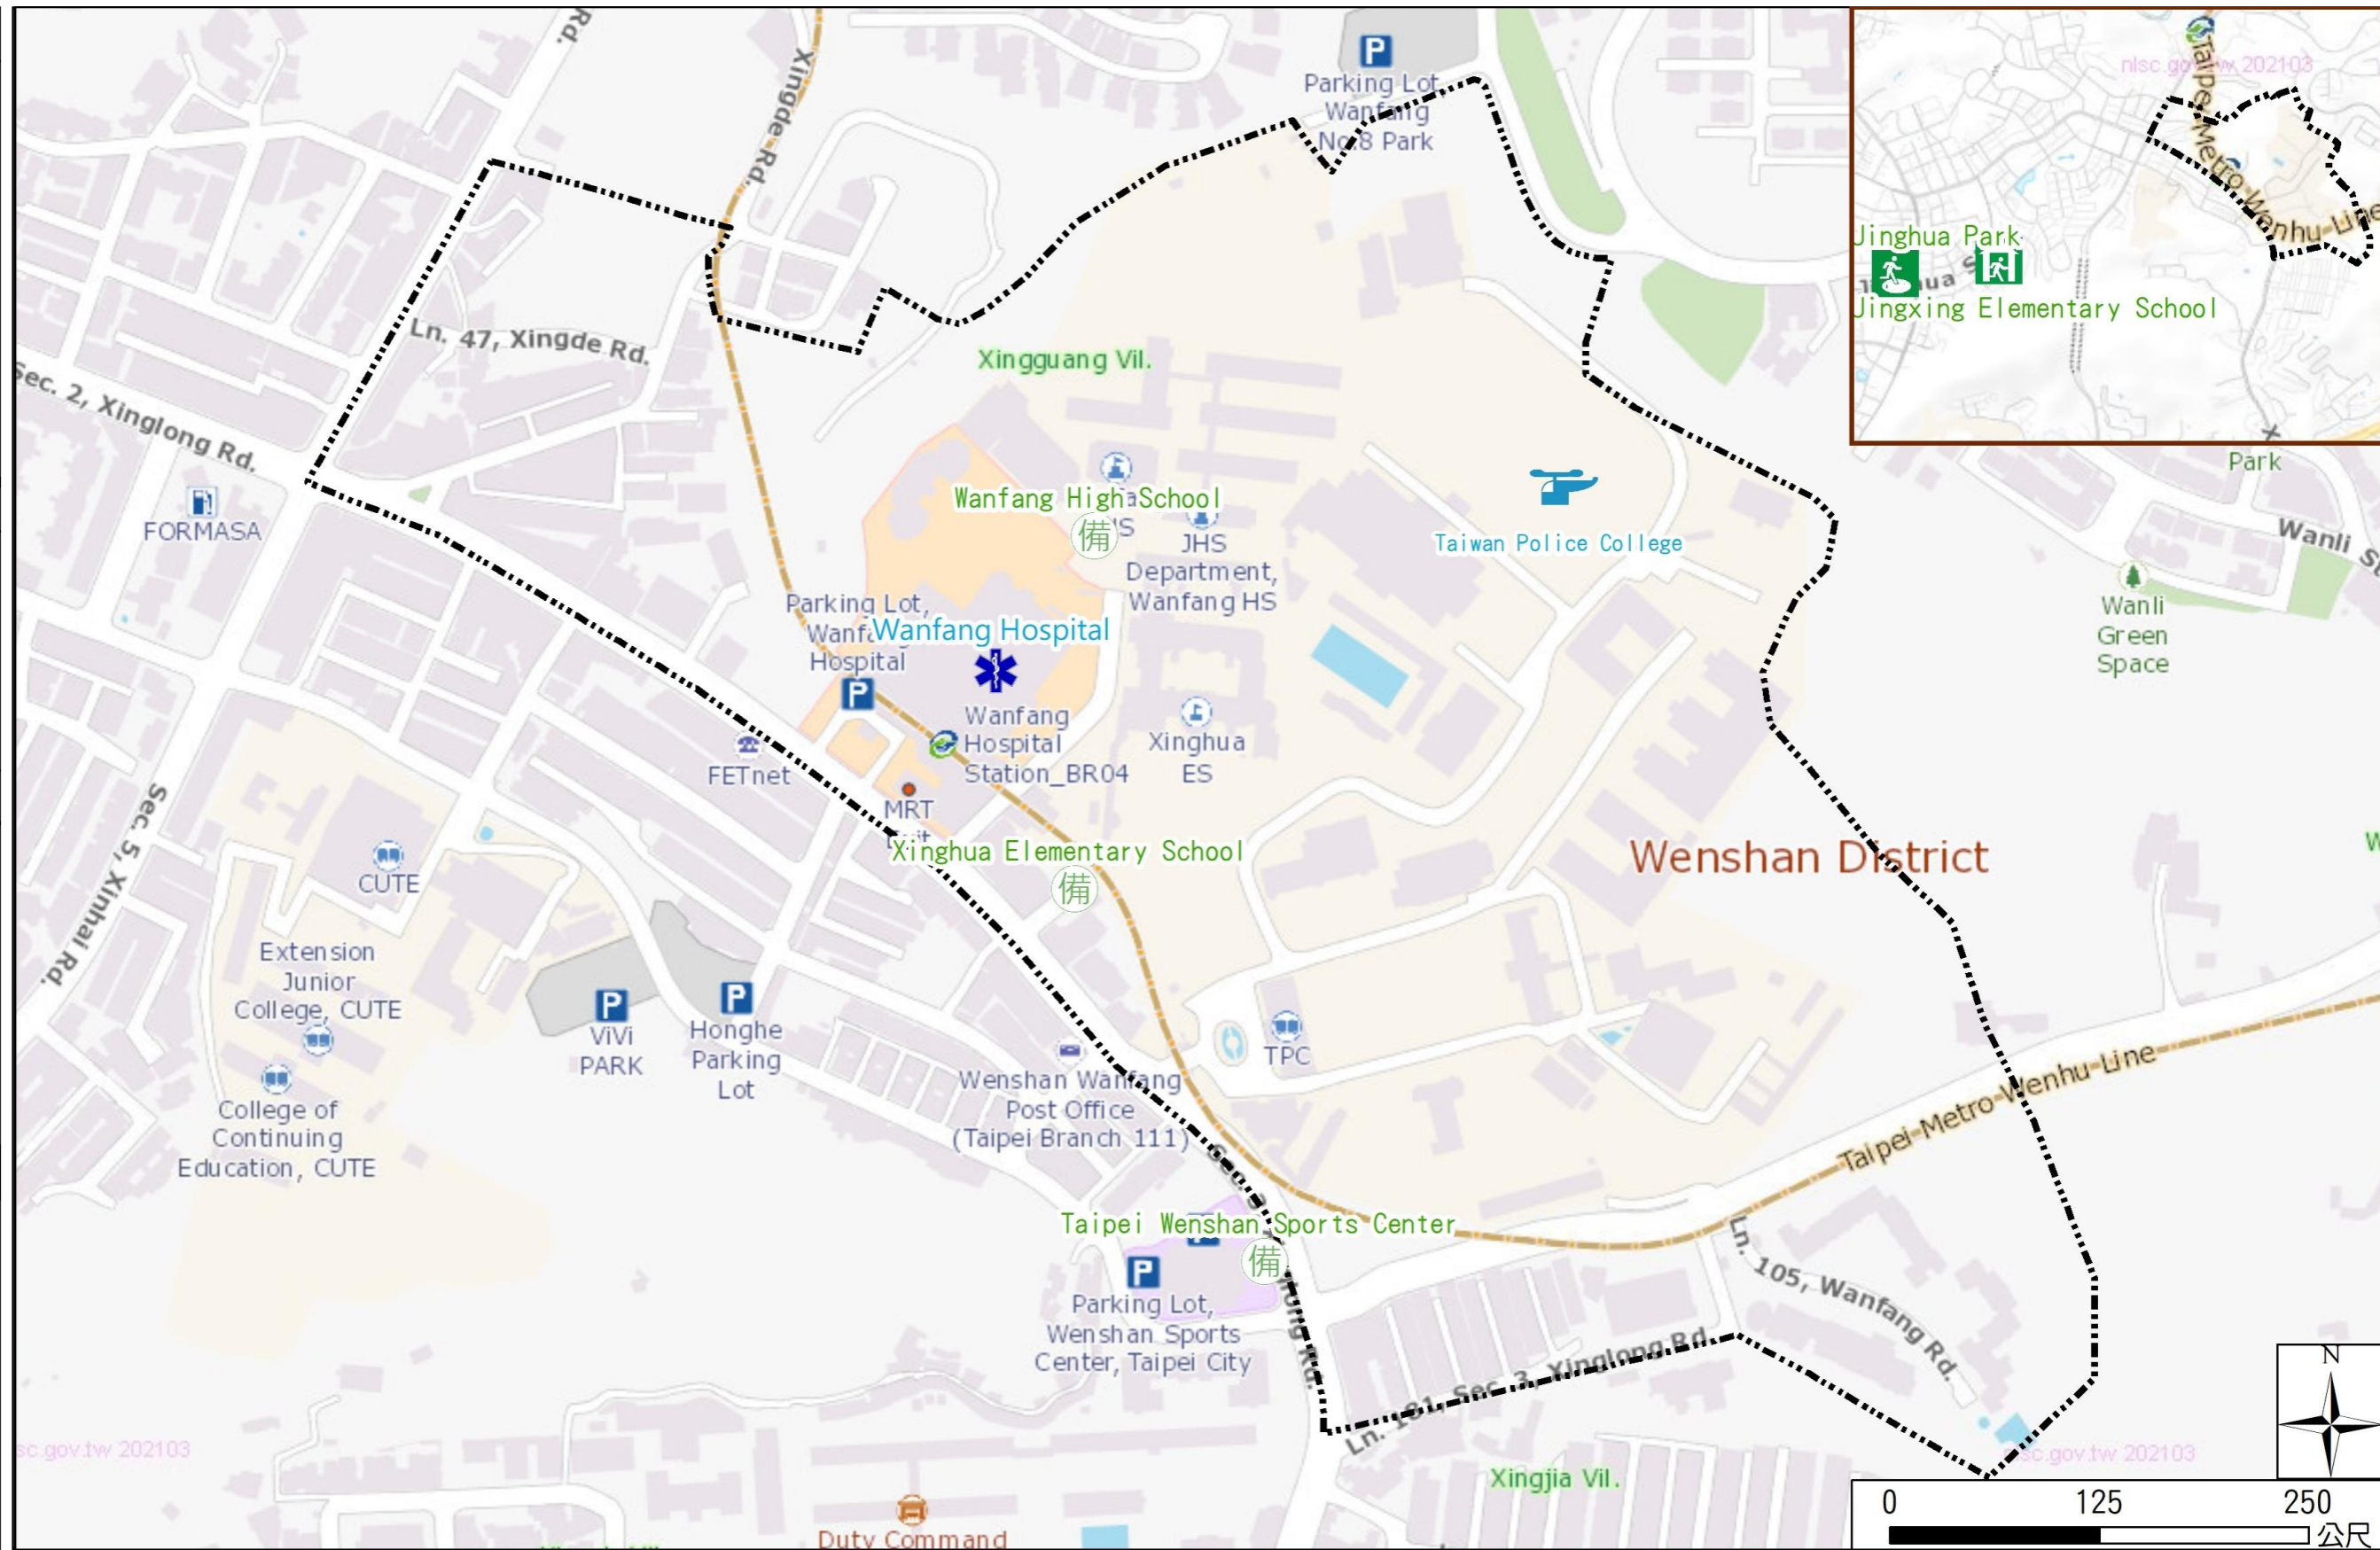 Rd.
Xingde Rd.
Parking Lot,
Wanfang
No.8 Park
nlsc.gov.tw 202103
Taipei Metro Wenhu Line
Jinghua Park
Jingxing Elementary School
Ln. 47, Xingde Rd.
Xingguang Vil.
Sec. 2, Xinglong Rd.
FORMASA
Wanfang High School
備
JHS
Department,
Wanfang HS
Taiwan Police College
Park
Wanli
Wanli
Green
Space
Parking Lot,
Hospital
Wanfang Hospital
P
Wanfang
Hospital
Station_BR04
Xinghua
ES
FETnet
MRT
Xinghua Elementary School
備
Wenshan District
Sec. 5, Xinhai Rd.
CUTE
Extension
Junior
College, CUTE
College of
Continuing
Education, CUTE
P
ViVi
PARK
P
Honghe
Parking
Lot
TPC
Wenshan Wanfang
Post Office
(Taipei Branch 111)
Taipei Metro Wenhu Line
Taipei Wenshan Sports Center
備
P
Parking Lot,
Wenshan Sports
Center, Taipei City
Ln. 105, Wanfang Rd.
Ln. 181, Sec. 3, Xinglong Rd.
Xingjia Vil.
nlsc.gov.tw 202103
Duty Command
N
0 125 250
公尺